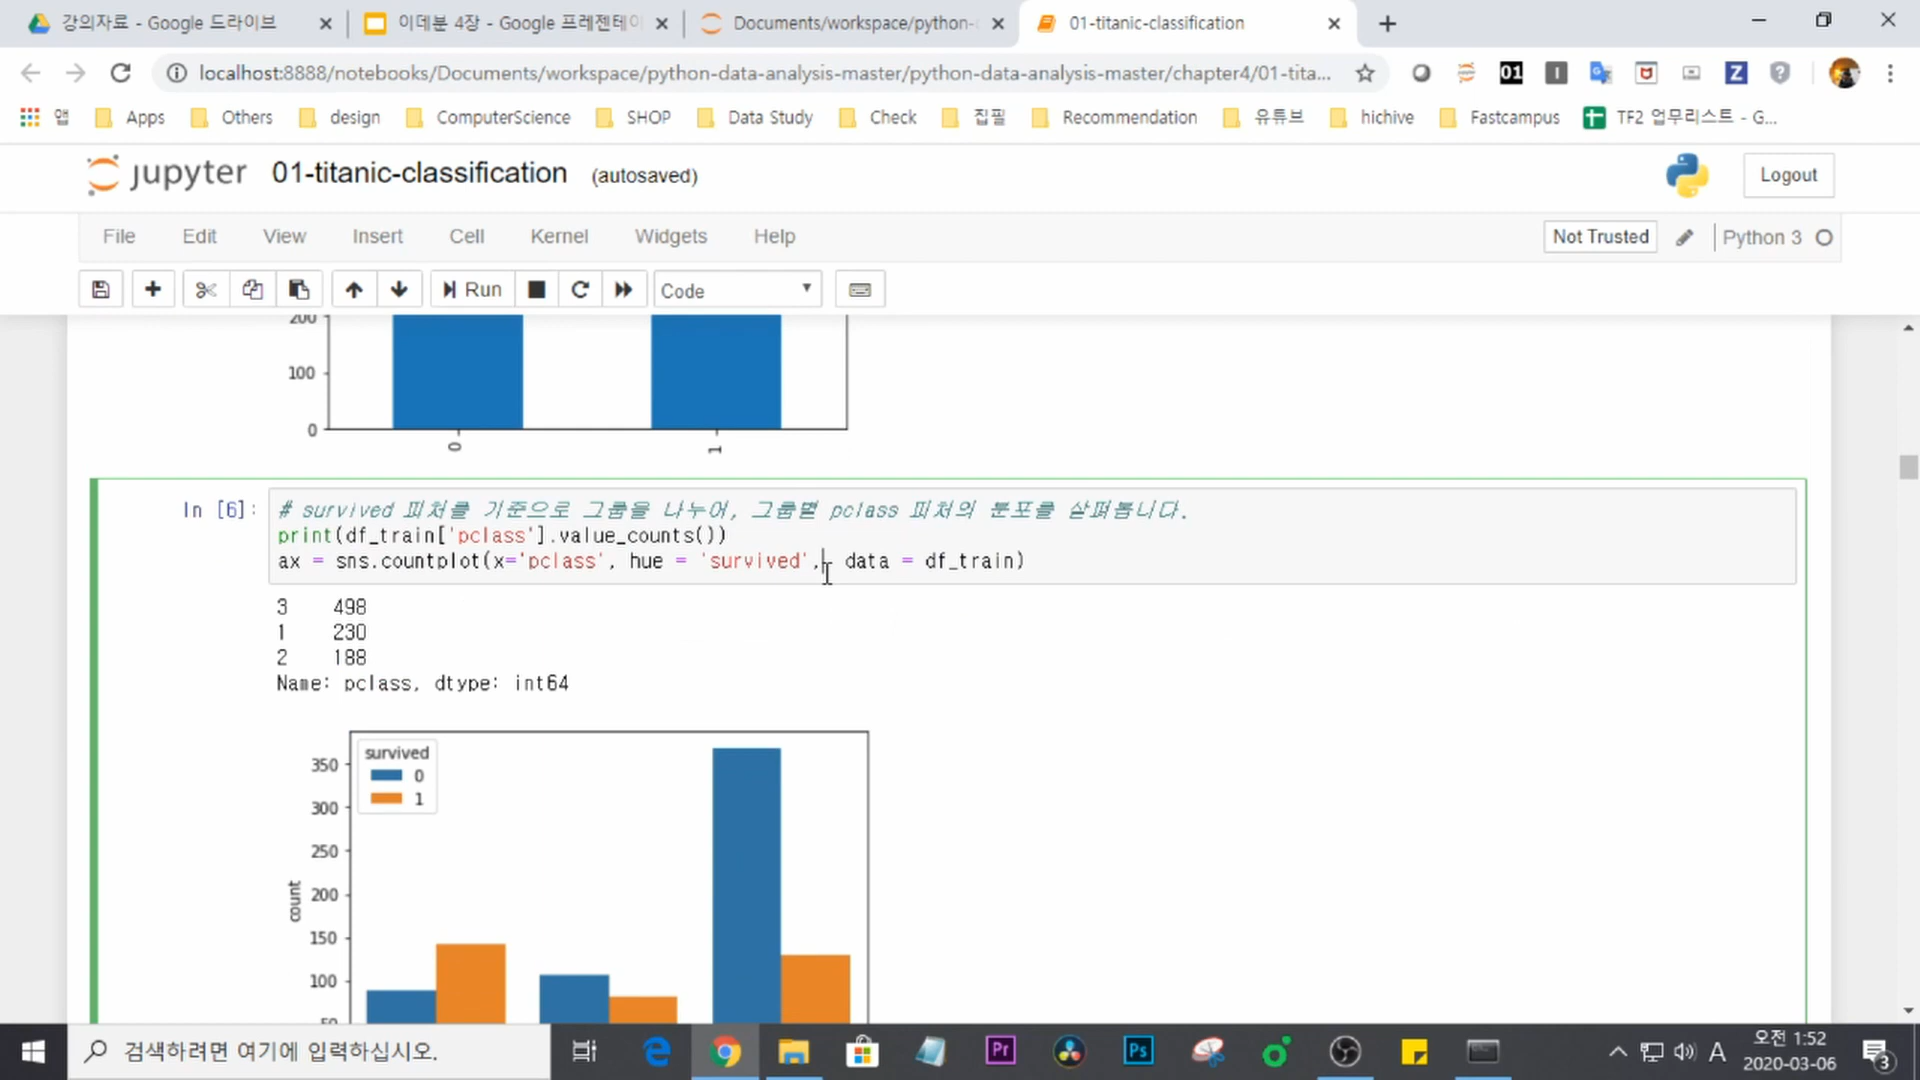 강의자료 - Google 드라이브
이데분 4장 - Google 프레젠테이
Documents/workspace/python-
01-titanic-classification
localhost:8888/notebooks/Documents/workspace/python-data-analysis-master/python-data-analysis-master/chapter4/01-tita...
앱
Apps
Others
design
ComputerScience
SHOP
Data Study
Check
집필
Recommendation
유튜브
hichive
Fastcampus
TF2 업무리스트 - G...
jupyter
01-titanic-classification
(autosaved)
Logout
File
Edit
View
Insert
Cell
Kernel
Widgets
Help
Not Trusted
Python 3
Run
Code
200
100
0
0
1
In [6]:
# survived 피처를 기준으로 그룹을 나누어, 그룹별 pclass 피처의 분포를 살펴봅니다.
print(df_train['pclass'].value_counts())
ax = sns.countplot(x='pclass', hue = 'survived', data = df_train)
3 498
1 230
2 188
Name: pclass, dtype: int64
survived
0
1
350
300
250
200
150
100
50
count
검색하려면 여기에 입력하십시오.
Pr
Ps
A
오전 1:52
2020-03-06
3